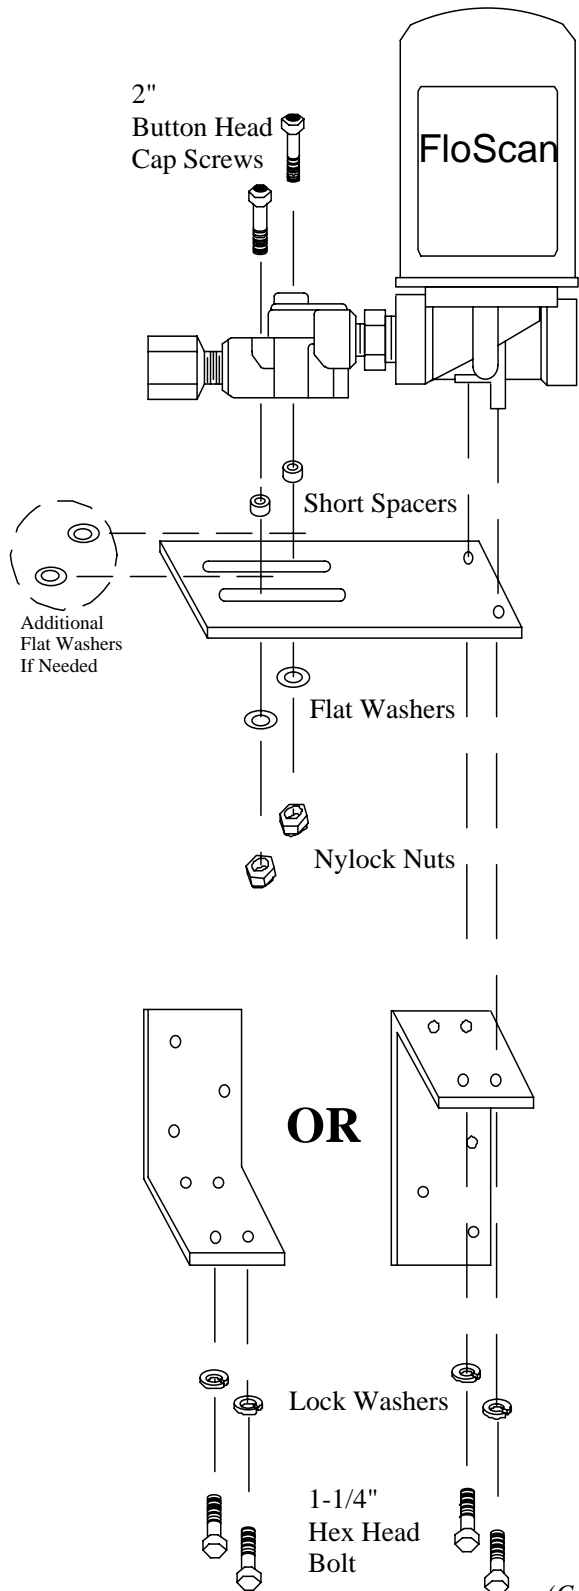 2"
Button Head
Cap Screws
FloScan
Short Spacers
Additional
Flat Washers
If Needed
Flat Washers
Nylock Nuts
OR
Lock Washers
1-1/4"
Hex Head
Bolt